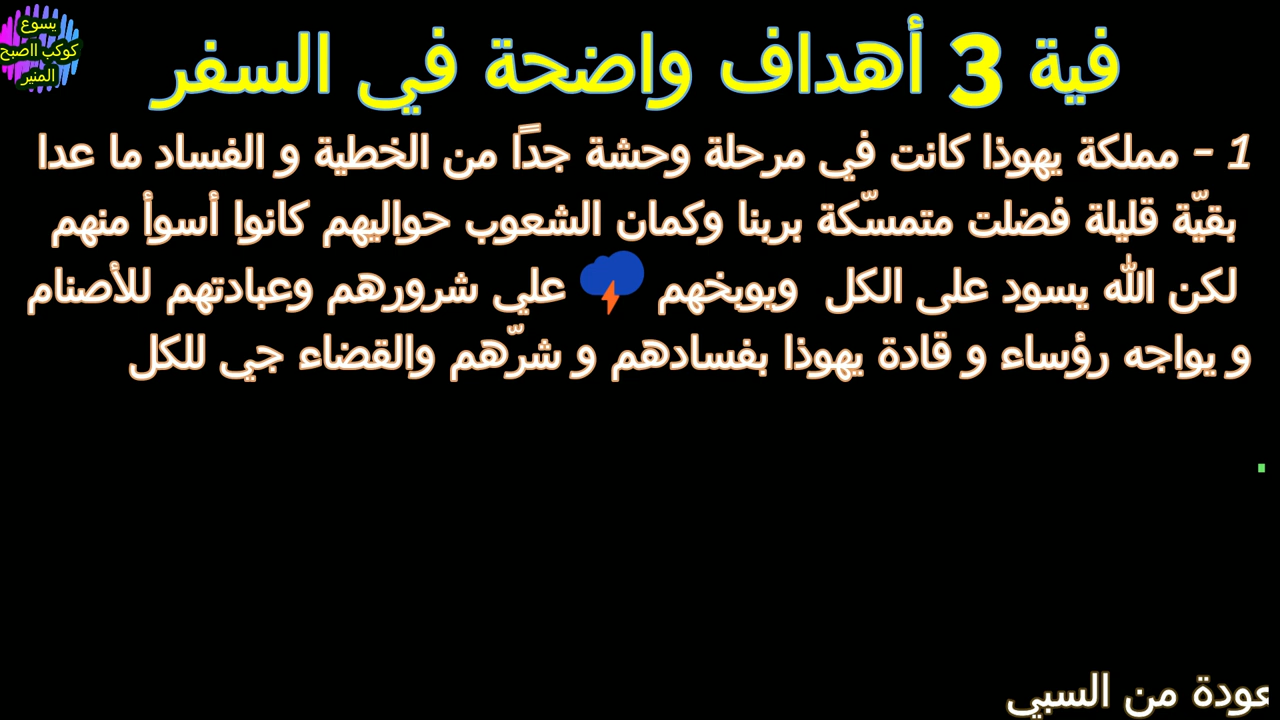 يسوع
كوكب الصبح
المنير
فية 3 أهداف واضحة في السفر
1 - مملكة يهوذا كانت في مرحلة وحشة جداً من الخطية و الفساد ما عدا
بقيّة قليلة فضلت متمسّكة بربنا وكمان الشعوب حواليهم كانوا أسوأ منهم
لكن الله يسود على الكل ويوبخهم علي شرورهم وعبادتهم للأصنام
و يواجه رؤساء و قادة يهوذا بفسادهم و شرّهم والقضاء جي للكل
عودة من السبي